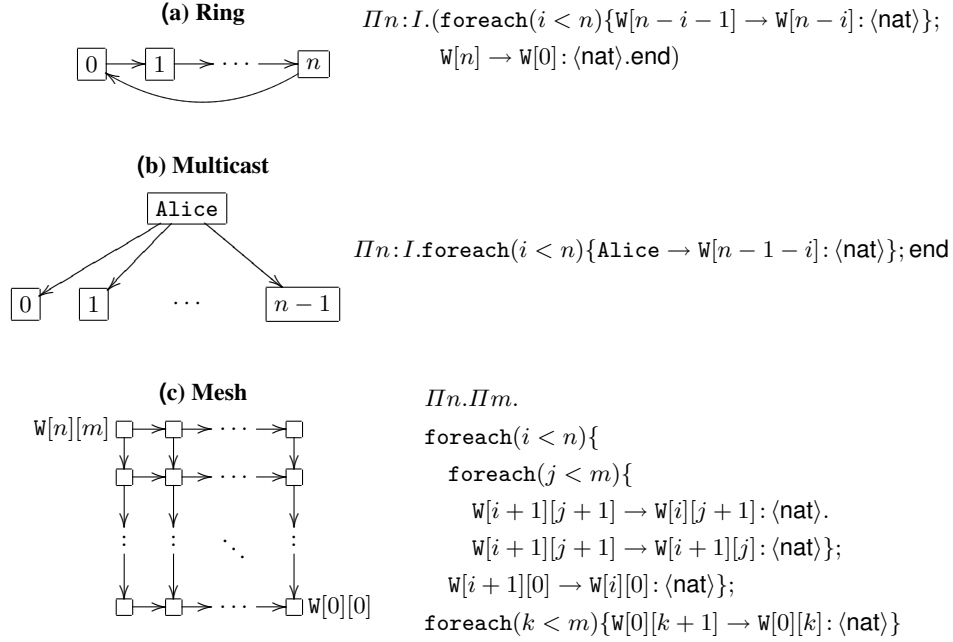 (a) Ring
0 1 ··· n
Πn: I.(foreach(i < n){W[n − i − 1] → W[n − i]: ⟨nat⟩};
W[n] → W[0]: ⟨nat⟩.end)
(b) Multicast
Alice
0 1 ··· n − 1
Πn: I.foreach(i < n){Alice → W[n − 1 − i]: ⟨nat⟩}; end
(c) Mesh
W[n][m] ···
···
⋮ ⋮ ⋱ ⋮
··· W[0][0]
Πn.Πm.
foreach(i < n){
foreach(j < m){
W[i + 1][j + 1] → W[i][j + 1]: ⟨nat⟩.
W[i + 1][j + 1] → W[i + 1][j]: ⟨nat⟩};
W[i + 1][0] → W[i][0]: ⟨nat⟩};
foreach(k < m){W[0][k + 1] → W[0][k]: ⟨nat⟩}